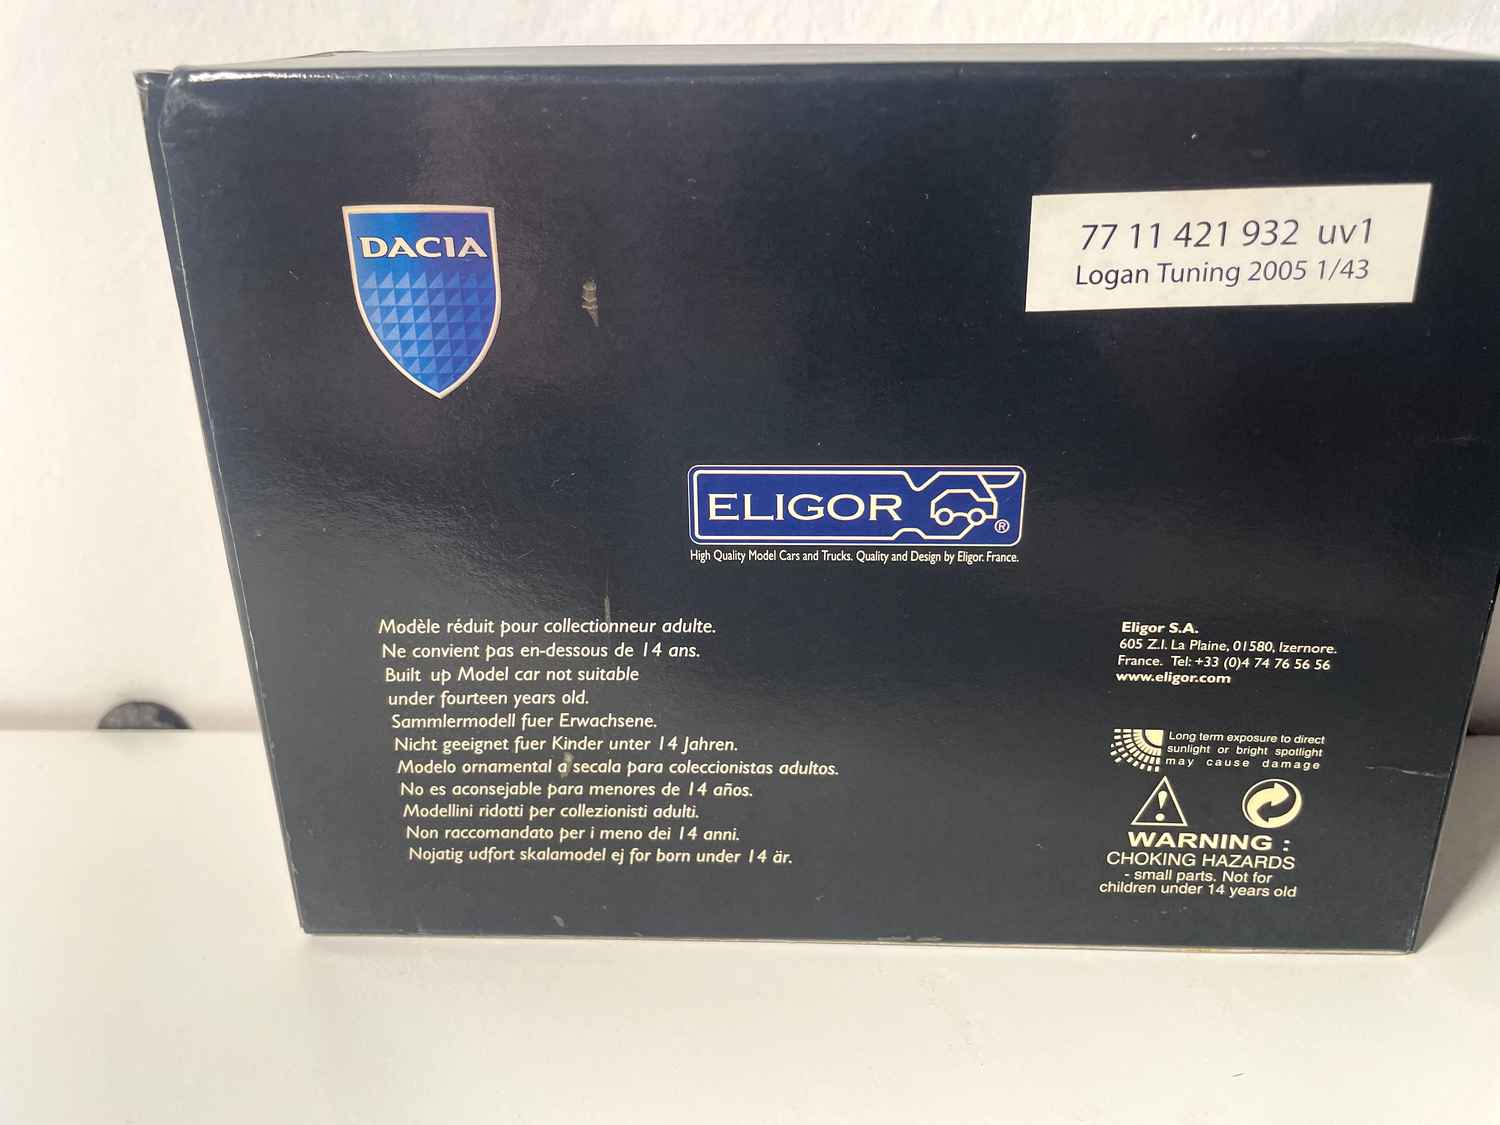 DACIA
77 11 421 932 uv1
Logan Tuning 2005 1/43
ELIGOR ®
High Quality Model Cars and Trucks. Quality and Design by Eligor. France.
Modèle réduit pour collectionneur adulte.
Ne convient pas en-dessous de 14 ans.
Built up Model car not suitable
under fourteen years old.
Sammlermodell fuer Erwachsene.
Nicht geeignet fuer Kinder unter 14 Jahren.
Modelo ornamental a secala para coleccionistas adultos.
No es aconsejable para menores de 14 años.
Modellini ridotti per collezionisti adulti.
Non raccomandato per i meno dei 14 anni.
Nojatig udfort skalamodel ej for born under 14 är.
Eligor S.A.
605 Z.I. La Plaine, 01580, Izernore.
France. Tel: +33 (0)4 74 76 56 56
www.eligor.com
Long term exposure to direct
sunlight or bright spotlight
may cause damage
WARNING :
CHOKING HAZARDS
- small parts. Not for
children under 14 years old